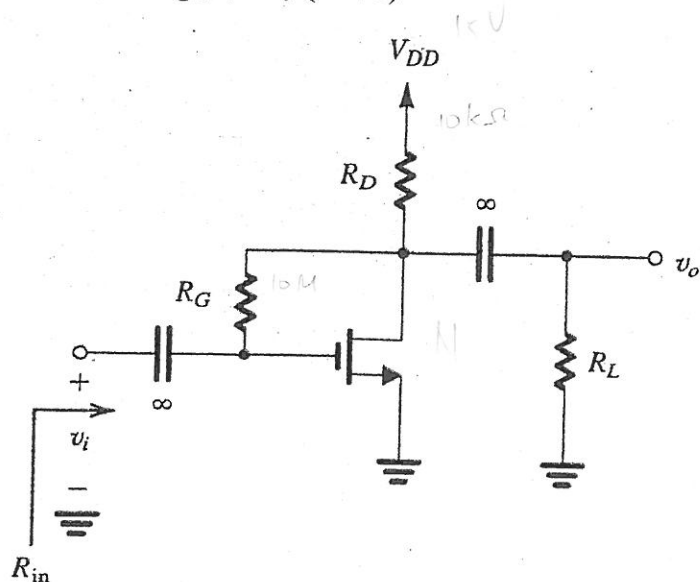 V_DD
10kΩ
R_D
∞
v_o
R_G
10M
N
R_L
+
∞
v_i
−
R_in